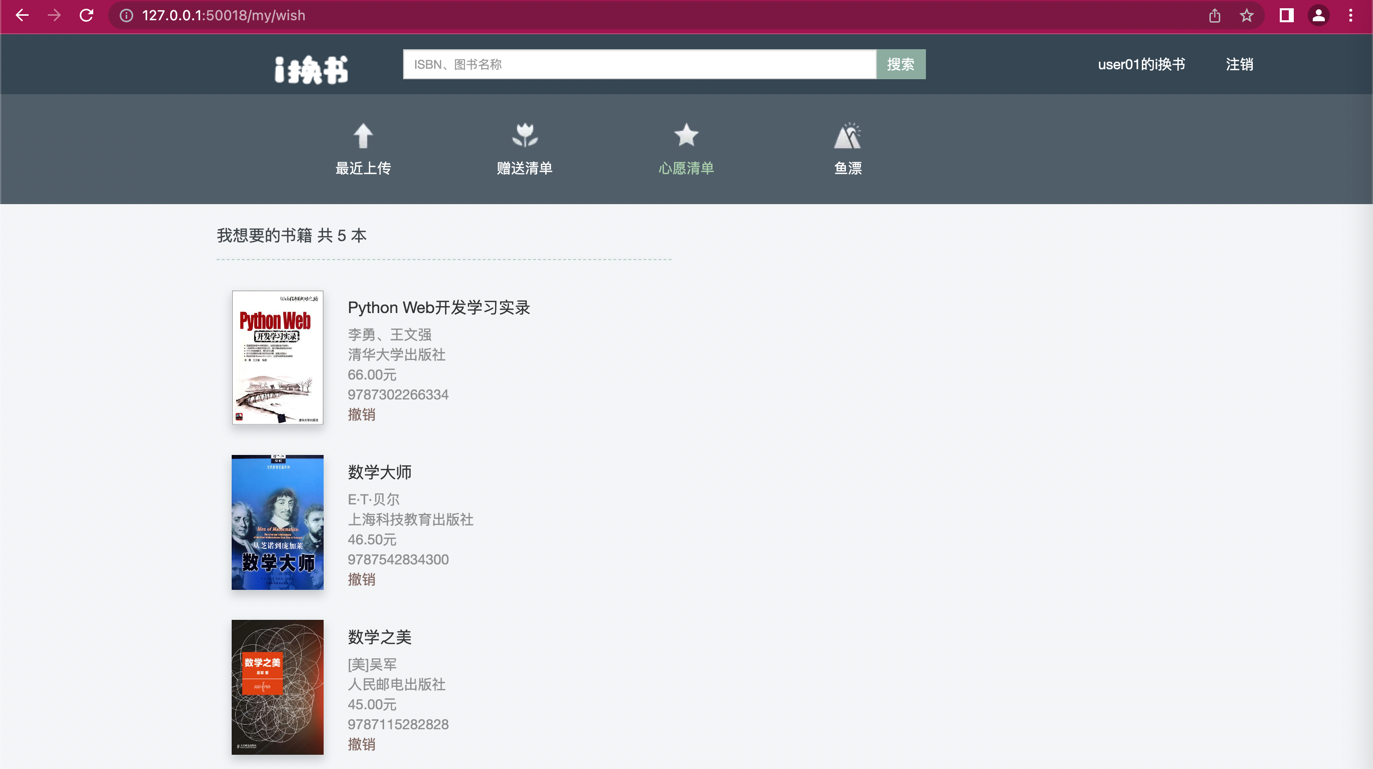 127.0.0.1:50018/my/wish
i换书
ISBN、图书名称
搜索
user01的i换书
注销
最近上传
赠送清单
心愿清单
鱼漂
我想要的书籍 共 5 本
Python Web
开发学习实录
Python Web开发学习实录
李勇、王文强
清华大学出版社
66.00元
9787302266334
撤销
Men of Mathematics
从芝诺到庞加莱
数学大师
数学大师
E·T·贝尔
上海科技教育出版社
46.50元
9787542834300
撤销
数学之美
吴军 著
数学之美
[美]吴军
人民邮电出版社
45.00元
9787115282828
撤销